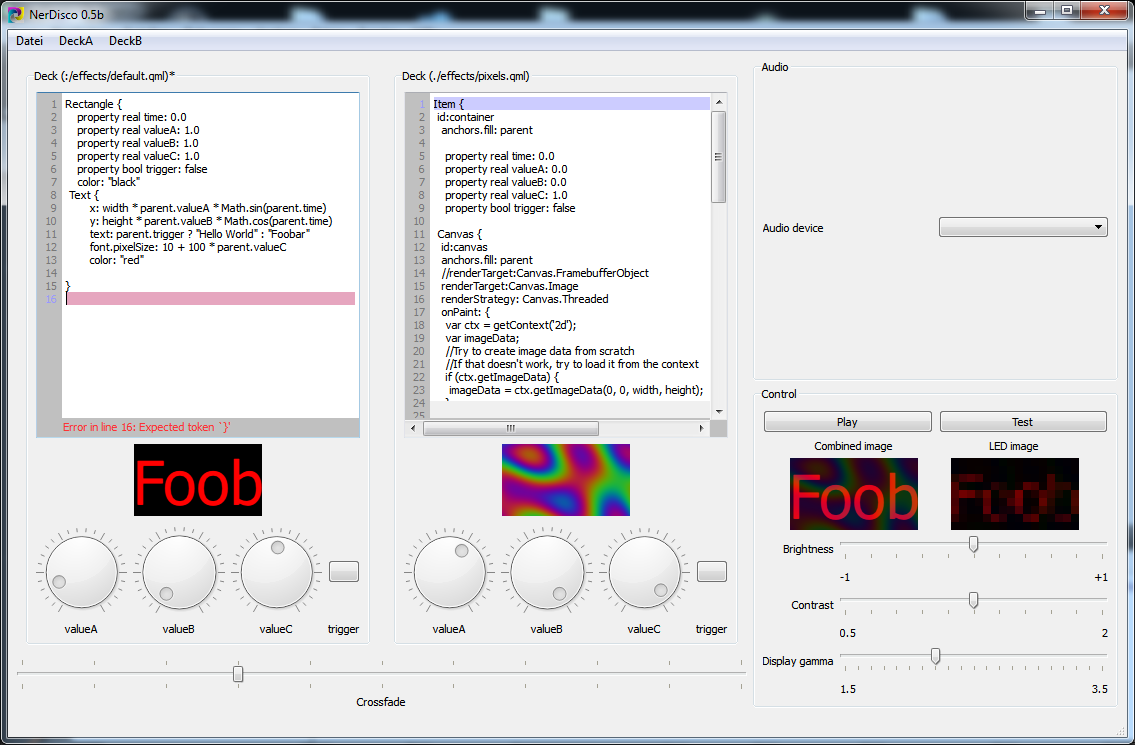 NerDisco 0.5b
Datei DeckA DeckB
Deck (:/effects/default.qml)*
1 Rectangle {
2 property real time: 0.0
3 property real valueA: 1.0
4 property real valueB: 1.0
5 property real valueC: 1.0
6 property bool trigger: false
7 color: "black"
8 Text {
9 x: width * parent.valueA * Math.sin(parent.time)
10 y: height * parent.valueB * Math.cos(parent.time)
11 text: parent.trigger ? "Hello World" : "Foobar"
12 font.pixelSize: 10 + 100 * parent.valueC
13 color: "red"
14
15 }
16
Error in line 16: Expected token `}'
Foob
valueA valueB valueC trigger
Deck (./effects/pixels.qml)
1 Item {
2 id:container
3 anchors.fill: parent
4
5 property real time: 0.0
6 property real valueA: 0.0
7 property real valueB: 0.0
8 property real valueC: 1.0
9 property bool trigger: false
10
11 Canvas {
12 id:canvas
13 anchors.fill: parent
14 //renderTarget:Canvas.FramebufferObject
15 renderTarget:Canvas.Image
16 renderStrategy: Canvas.Threaded
17 onPaint: {
18 var ctx = getContext('2d');
19 var imageData;
20 //Try to create image data from scratch
21 //If that doesn't work, try to load it from the context
22 if (ctx.getImageData) {
23 imageData = ctx.getImageData(0, 0, width, height);
24 }
25
valueA valueB valueC trigger
Crossfade
Audio
Audio device
Control
Play Test
Combined image LED image
Foob Foob
Brightness
-1 +1
Contrast
0.5 2
Display gamma
1.5 3.5